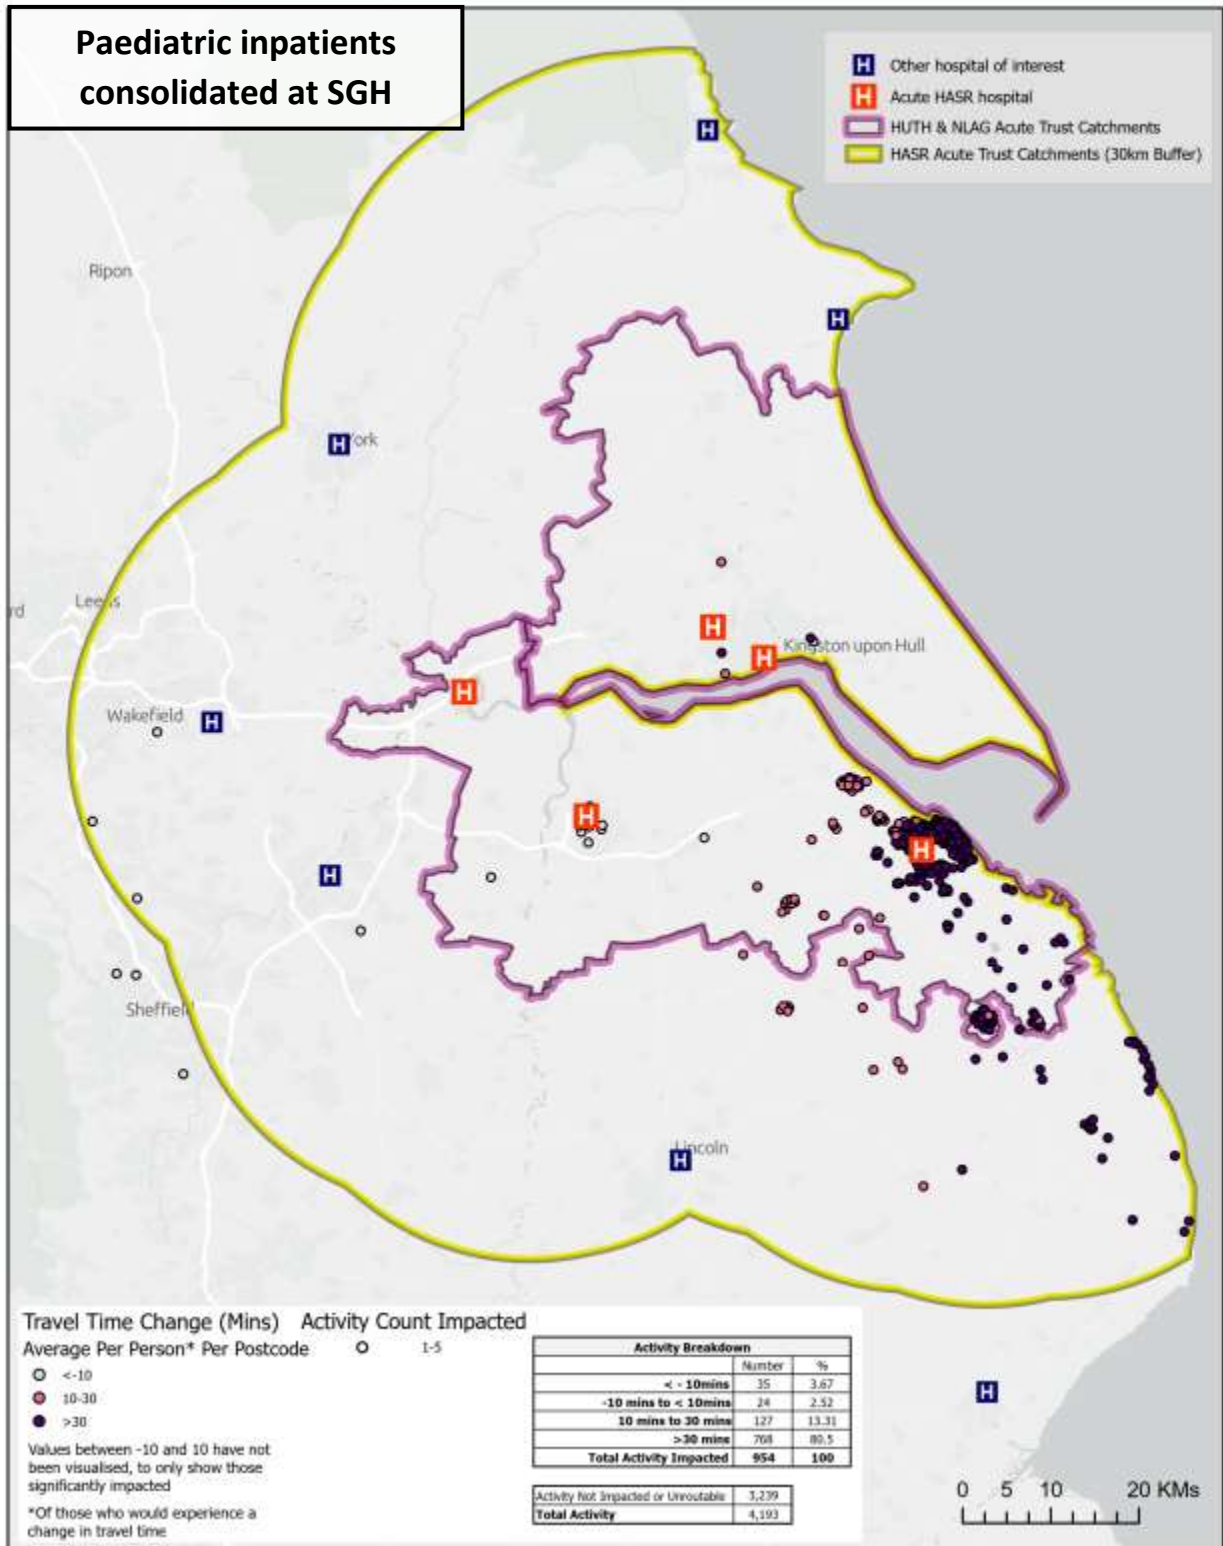 Paediatric inpatients
consolidated at SGH
H Other hospital of interest
H Acute HASR hospital
HUTH & NLAG Acute Trust Catchments
HASR Acute Trust Catchments (30km Buffer)
H
Ripon
H
H York
Leeds
rd
H
Kingston upon Hull
H
H
Wakefield
H
H
H
H
Sheffield
Lincoln
H
H
Travel Time Change (Mins) Activity Count Impacted
Average Per Person* Per Postcode 1-5
<-10
10-30
>30
Values between -10 and 10 have not
been visualised, to only show those
significantly impacted
*Of those who would experience a
change in travel time
Activity Breakdown
Number %
< - 10mins 35 3.67
-10 mins to < 10mins 24 2.52
10 mins to 30 mins 127 13.31
>30 mins 768 80.5
Total Activity Impacted 954 100
Activity Not Impacted or Unroutable 3,239
Total Activity 4,193
0 5 10 20 KMs